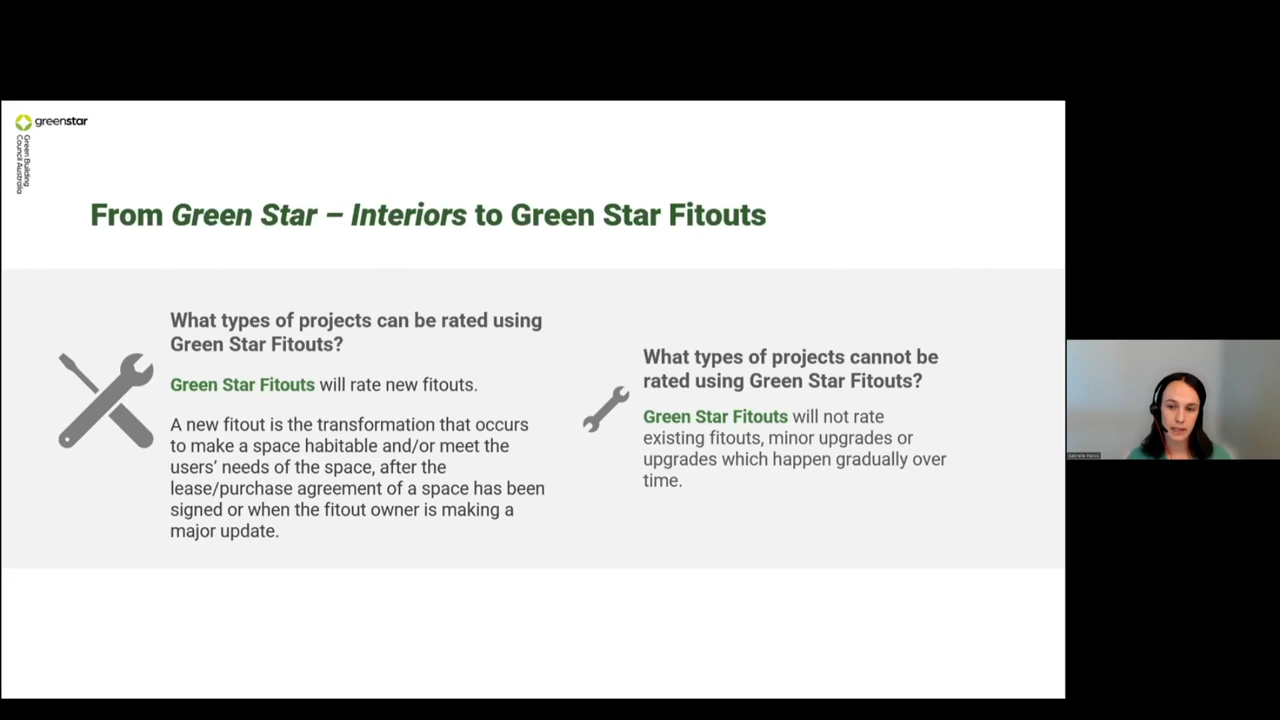 greenstar
Green Building
Council Australia
From Green Star – Interiors to Green Star Fitouts
What types of projects can be rated using
Green Star Fitouts?
Green Star Fitouts will rate new fitouts.
A new fitout is the transformation that occurs
to make a space habitable and/or meet the
users’ needs of the space, after the
lease/purchase agreement of a space has been
signed or when the fitout owner is making a
major update.
What types of projects cannot be
rated using Green Star Fitouts?
Green Star Fitouts will not rate
existing fitouts, minor upgrades or
upgrades which happen gradually over
time.